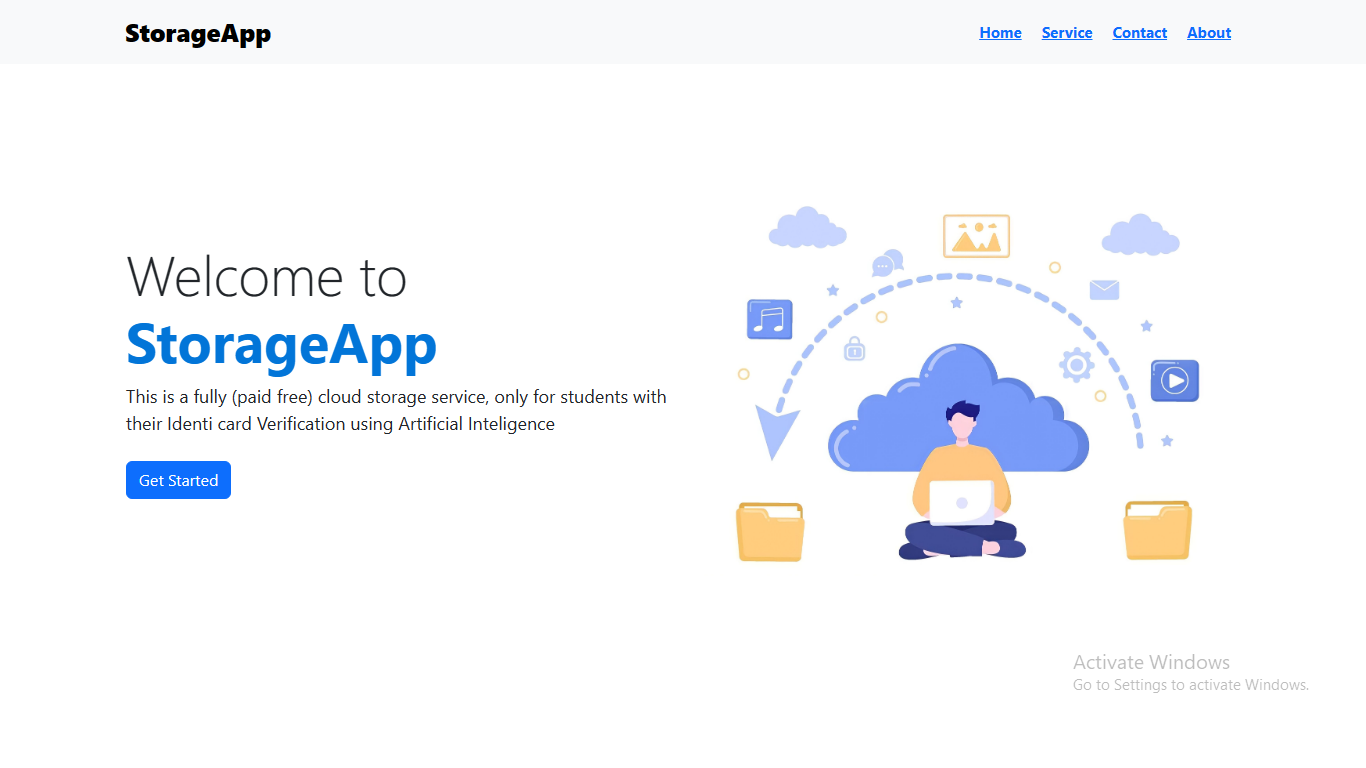 StorageApp
Home Service Contact About
Welcome to
StorageApp
This is a fully (paid free) cloud storage service, only for students with
their Identi card Verification using Artificial Inteligence
Get Started
Activate Windows
Go to Settings to activate Windows.